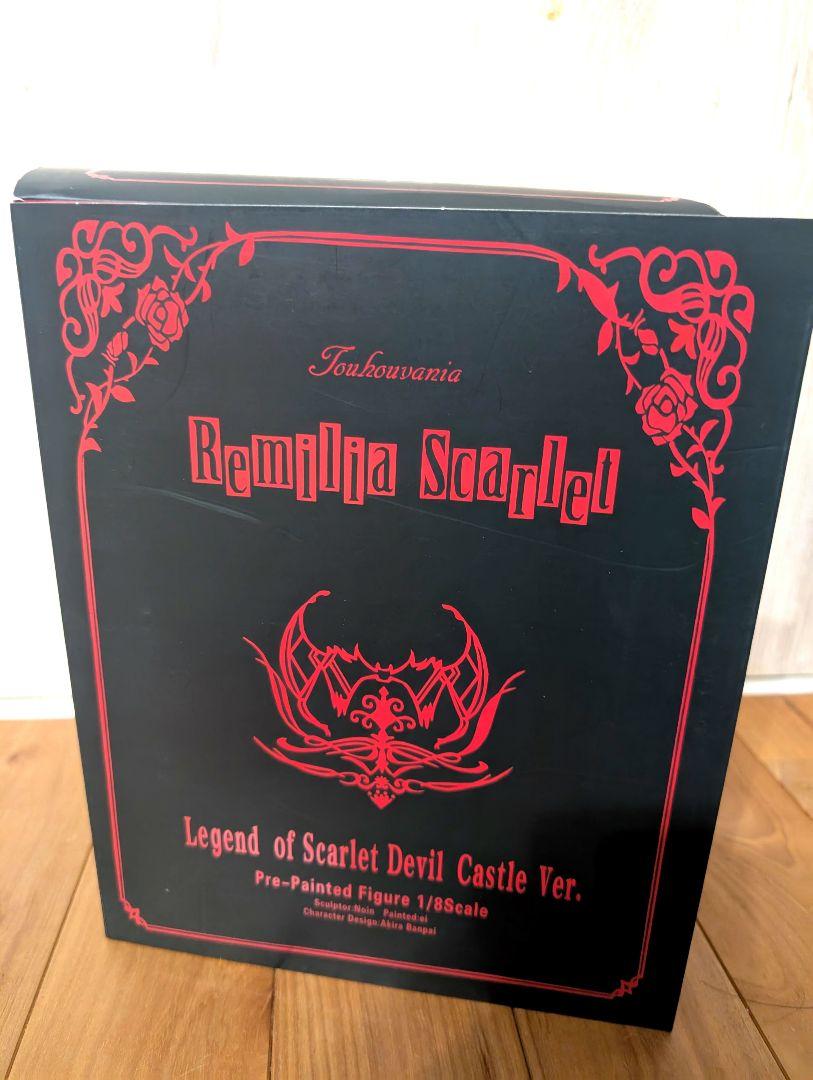 Touhouvania
Remilia Scarlet
Legend of Scarlet Devil Castle Ver.
Pre-Painted Figure 1/8Scale
Sculptor:Noin Painted:ei
Character Design:Akira Banpai